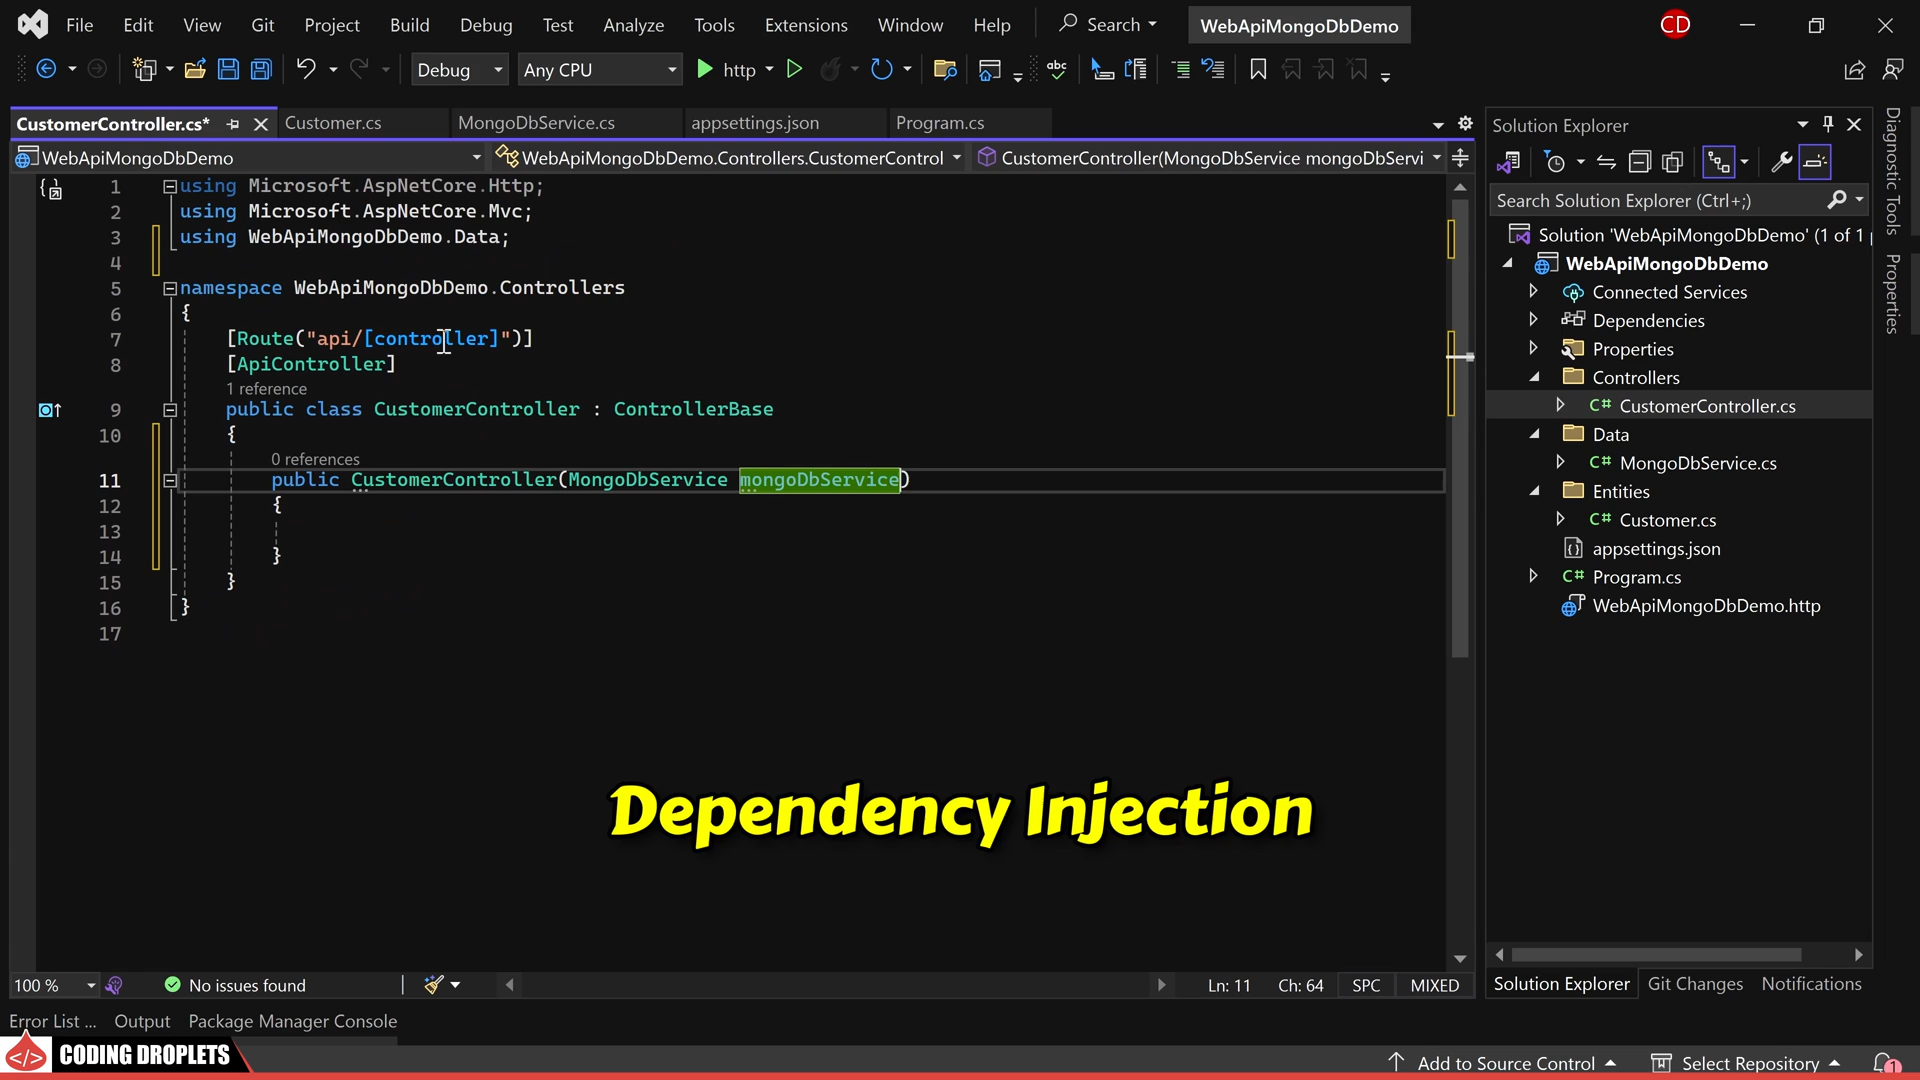 File Edit View Git Project Build Debug Test Analyze Tools Extensions Window Help Search WebApiMongoDbDemo CD
Debug Any CPU http
CustomerController.cs* Customer.cs MongoDbService.cs appsettings.json Program.cs
WebApiMongoDbDemo WebApiMongoDbDemo.Controllers.CustomerControl CustomerController(MongoDbService mongoDbServi
1 using Microsoft.AspNetCore.Http;
2 using Microsoft.AspNetCore.Mvc;
3 using WebApiMongoDbDemo.Data;
4
5 namespace WebApiMongoDbDemo.Controllers
6 {
7 [Route("api/[controller]")]
8 [ApiController]
1 reference
9 public class CustomerController : ControllerBase
10 {
0 references
11 public CustomerController(MongoDbService mongoDbService)
12 {
13
14 }
15 }
16 }
17
Dependency Injection
100 % No issues found Ln: 11 Ch: 64 SPC MIXED
Error List ... Output Package Manager Console
</> CODING DROPLETS
Solution Explorer
Search Solution Explorer (Ctrl+;)
Solution 'WebApiMongoDbDemo' (1 of 1 p
WebApiMongoDbDemo
Connected Services
Dependencies
Properties
Controllers
C# CustomerController.cs
Data
C# MongoDbService.cs
Entities
C# Customer.cs
appsettings.json
C# Program.cs
WebApiMongoDbDemo.http
Solution Explorer Git Changes Notifications
Diagnostic Tools
Properties
Add to Source Control Select Repository 1